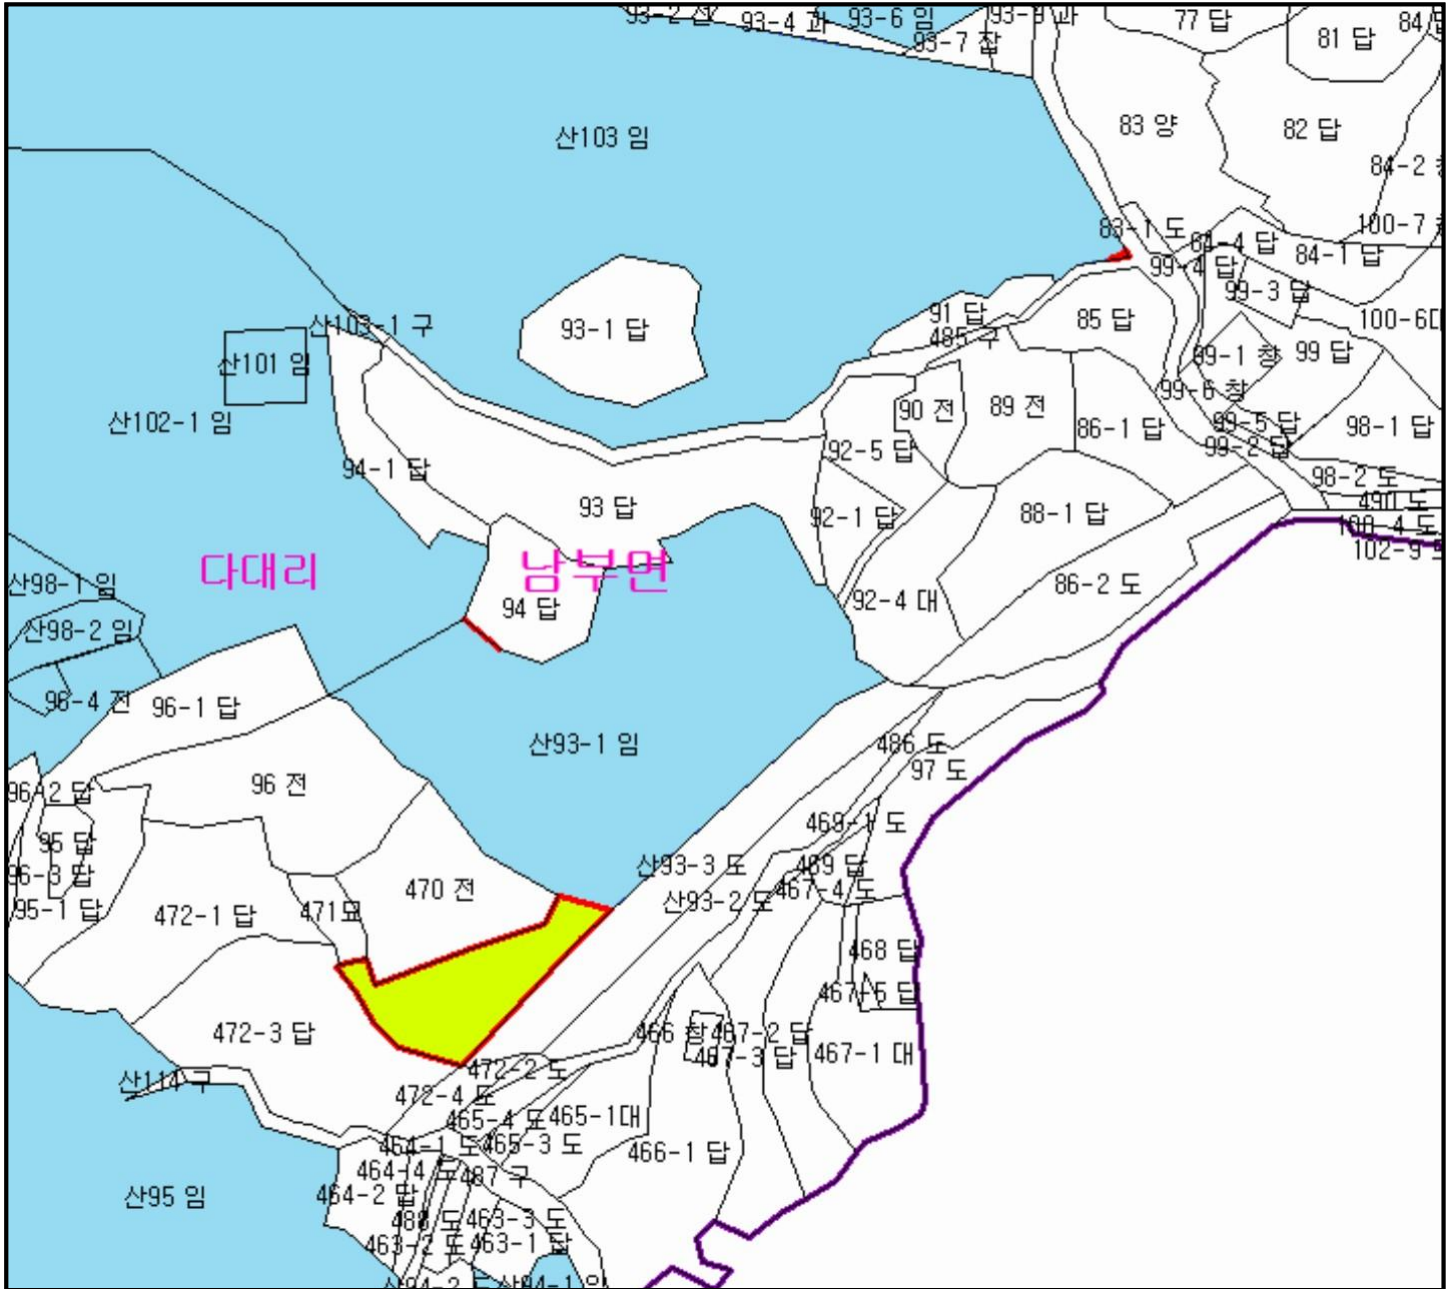 93-4 과
93-6 임
93-9 과
93-7 잡
77 답
81 답
산103 임
83 양
82 답
83-1 도
84-4 답
84-1 답
99-4 답
99-3 답
93-1 답
산103-1 구
91 답
485 구
85 답
산101 임
99-1 창
99 답
99-6 창
산102-1 임
90 전
89 전
86-1 답
99-5 답
99-2 답
98-1 답
94-1 답
92-5 답
98-2 도
93 답
92-1 답
88-1 답
490 도
100-4 도
다대리
남부면
산98-1 임
94 답
92-4 대
86-2 도
산98-2 임
96-4 전
96-1 답
산93-1 임
486 도
97 도
96 전
96-2 답
469-1 도
95 답
산93-3 도
469 답
96-3 답
470 전
467-4 도
산93-2 도
95-1 답
472-1 답
471묘
468 답
467-5 답
472-3 답
466 창
467-2 답
467-3 답
467-1 대
산114 구
472-2 도
472-4 도
465-4 도
465-1대
464-1 도
465-3 도
466-1 답
464-4 도
487 구
산95 임
464-2 답
488 도
463-3 도
463-2 도
463-1 답
산94-2 도
산94-1 임